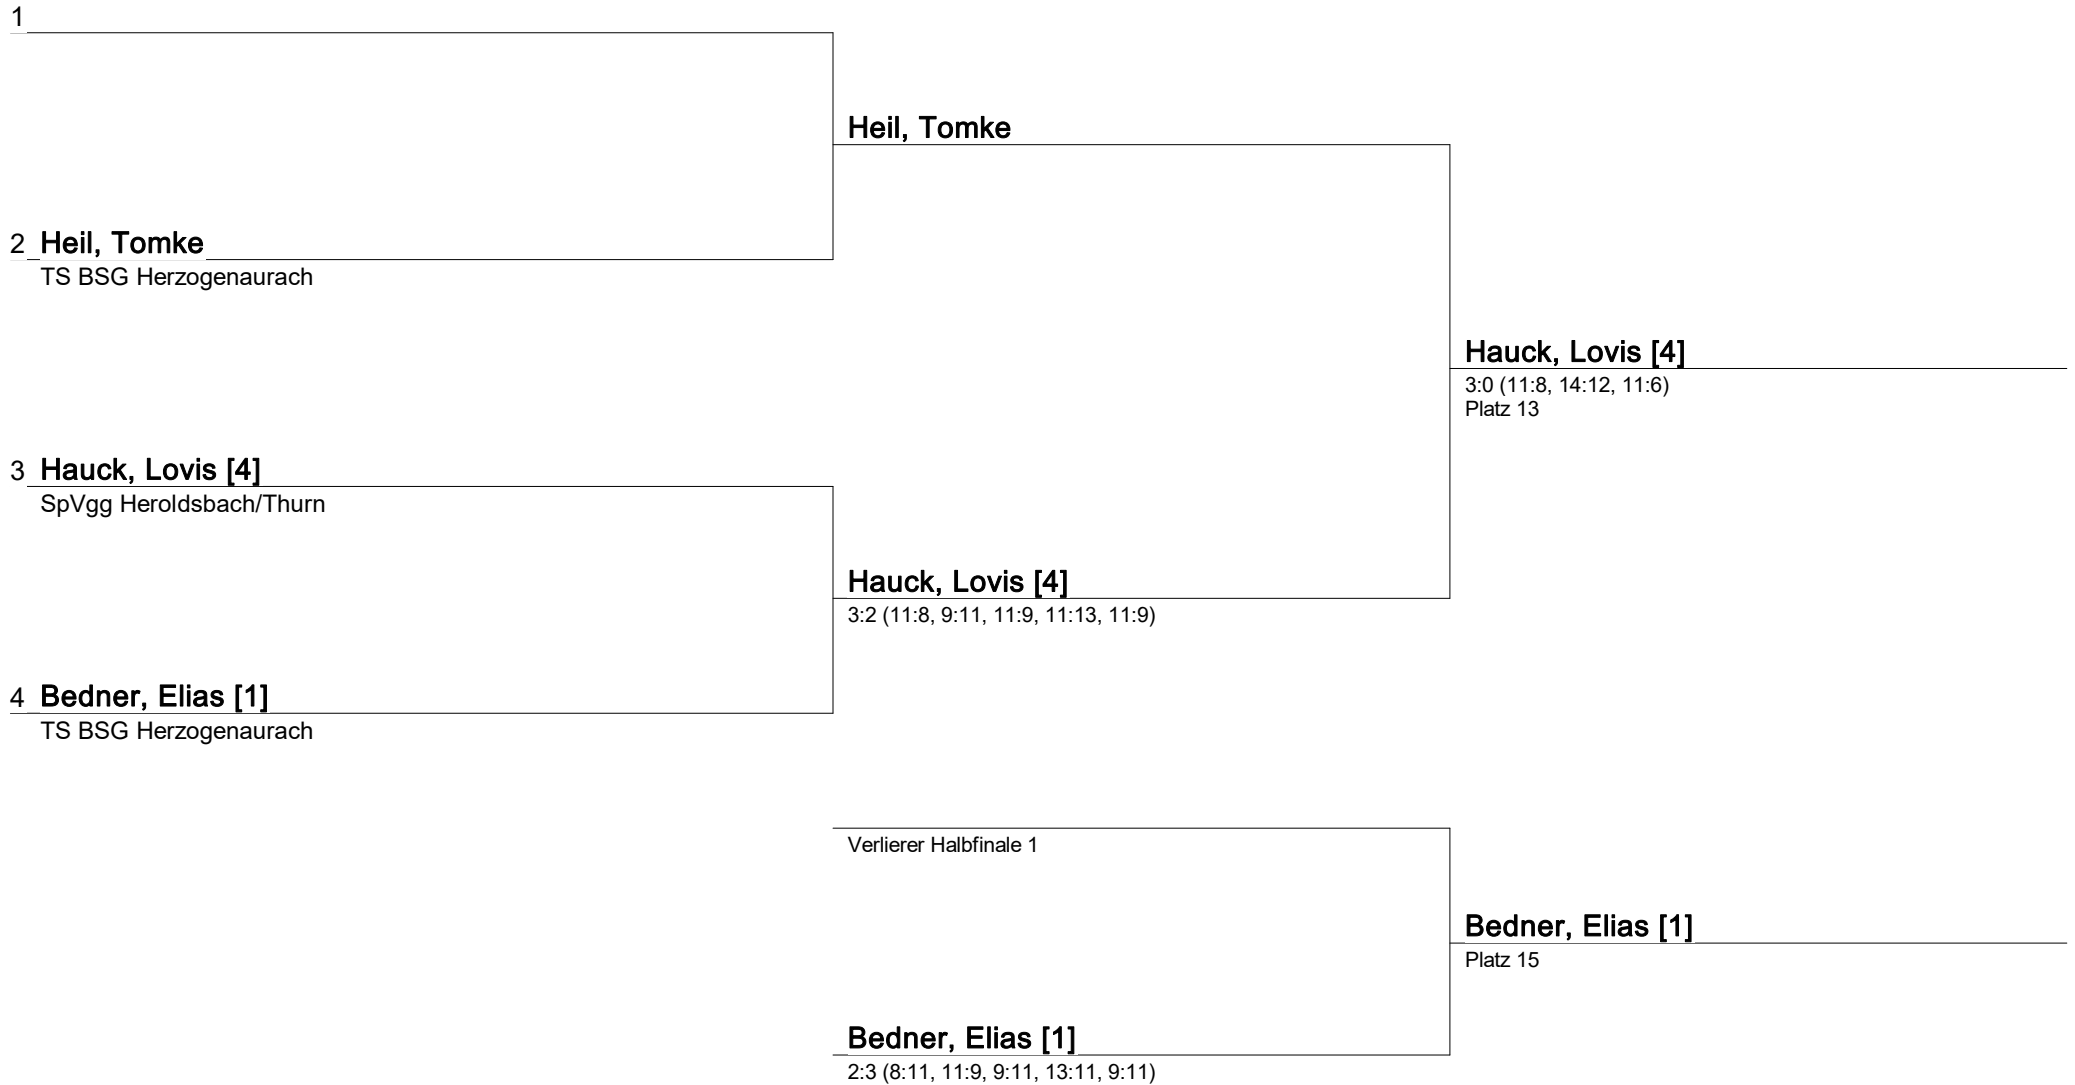 1
Heil, Tomke
2 Heil, Tomke
TS BSG Herzogenaurach
Hauck, Lovis [4]
3:0 (11:8, 14:12, 11:6)
Platz 13
3 Hauck, Lovis [4]
SpVgg Heroldsbach/Thurn
Hauck, Lovis [4]
3:2 (11:8, 9:11, 11:9, 11:13, 11:9)
4 Bedner, Elias [1]
TS BSG Herzogenaurach
Verlierer Halbfinale 1
Bedner, Elias [1]
Platz 15
Bedner, Elias [1]
2:3 (8:11, 11:9, 9:11, 13:11, 9:11)